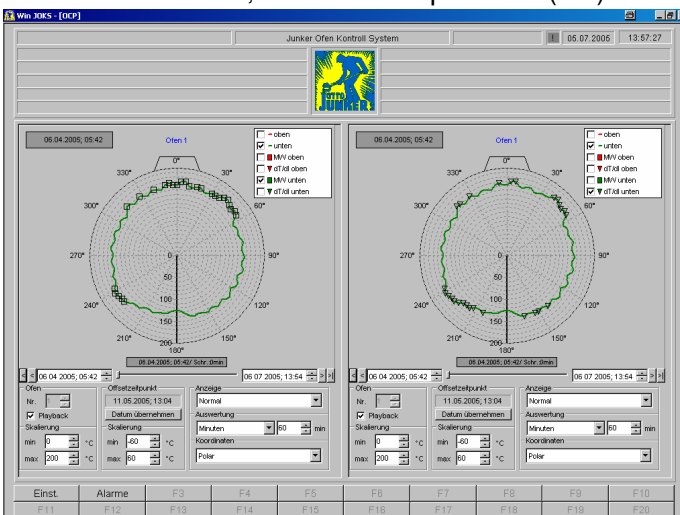 Win JOKS - [OCP]
Junker Ofen Kontroll System
!
05.07.2005
13:57:27
OTTO
JUNKER
06.04.2005; 05:42
Ofen 1
oben
unten
MW oben
dT/dl oben
MW unten
dT/dl unten
0°
30°
60°
90°
120°
150°
180°
210°
240°
270°
300°
330°
0
50
100
150
200
06.04.2005; 05:42/ Schr.:0min
< < 06 04 2005; 05:42
06 07 2005; 13:54 > >|
Ofen
Nr. 1
Playback
Skalierung
min 0 °C
max 200 °C
Offsetzeitpunkt
11.05.2005; 13:04
Datum übernehmen
Skalierung
min -60 °C
max 60 °C
Anzeige
Normal
Auswertung
Minuten 60 min
Koordinaten
Polar
06.04.2005; 05:42
Ofen 1
oben
unten
MW oben
dT/dl oben
MW unten
dT/dl unten
0°
30°
60°
90°
120°
150°
180°
210°
240°
270°
300°
330°
0
50
100
150
200
06.04.2005; 05:42/ Schr.:0min
< < 06 04 2005; 05:42
06 07 2005; 13:54 > >|
Ofen
Nr. 1
Playback
Skalierung
min 0 °C
max 200 °C
Offsetzeitpunkt
11.05.2005; 13:04
Datum übernehmen
Skalierung
min -60 °C
max 60 °C
Anzeige
Normal
Auswertung
Minuten 60 min
Koordinaten
Polar
Einst. Alarme F3 F4 F5 F6 F7 F8 F9 F10
F11 F12 F13 F14 F15 F16 F17 F18 F19 F20